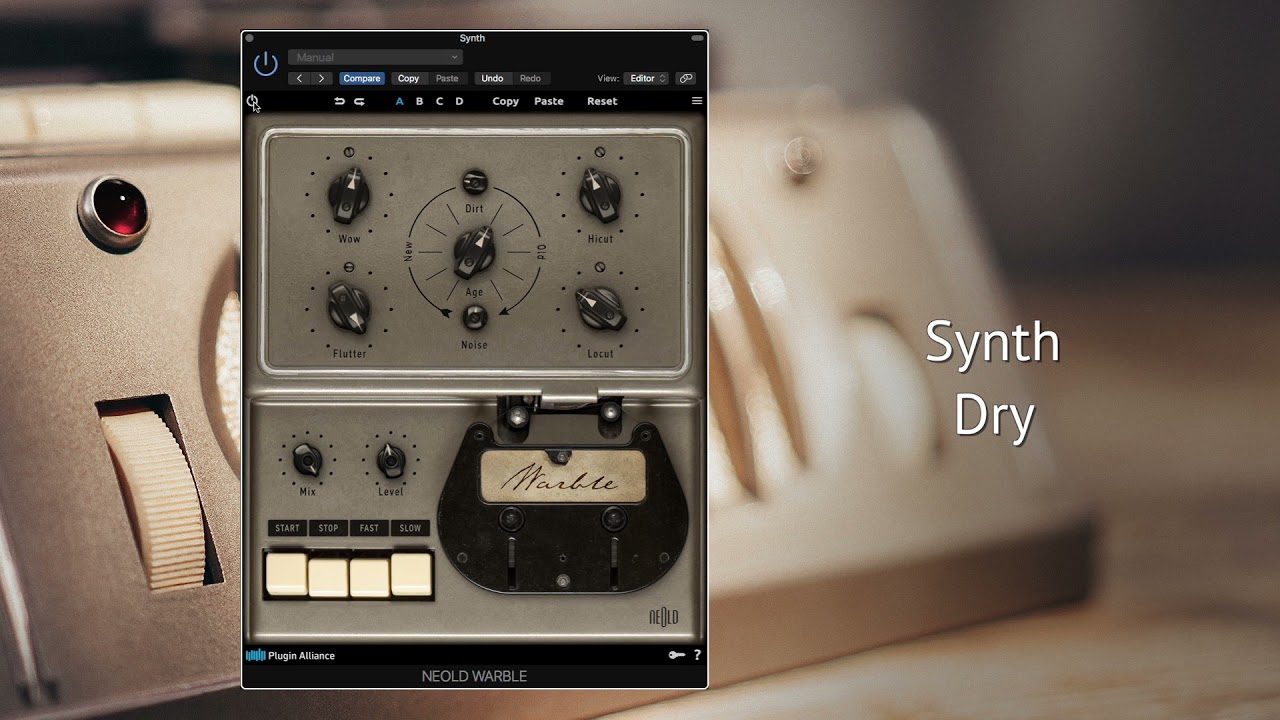 Synth
Manual
Compare Copy Paste Undo Redo View: Editor
A B C D Copy Paste Reset
Wow
Dirt
Hicut
New
Old
Age
Flutter
Noise
Locut
Warble
Mix
Level
START STOP FAST SLOW
NEOLD
Plugin Alliance ?
NEOLD WARBLE
Synth
Dry